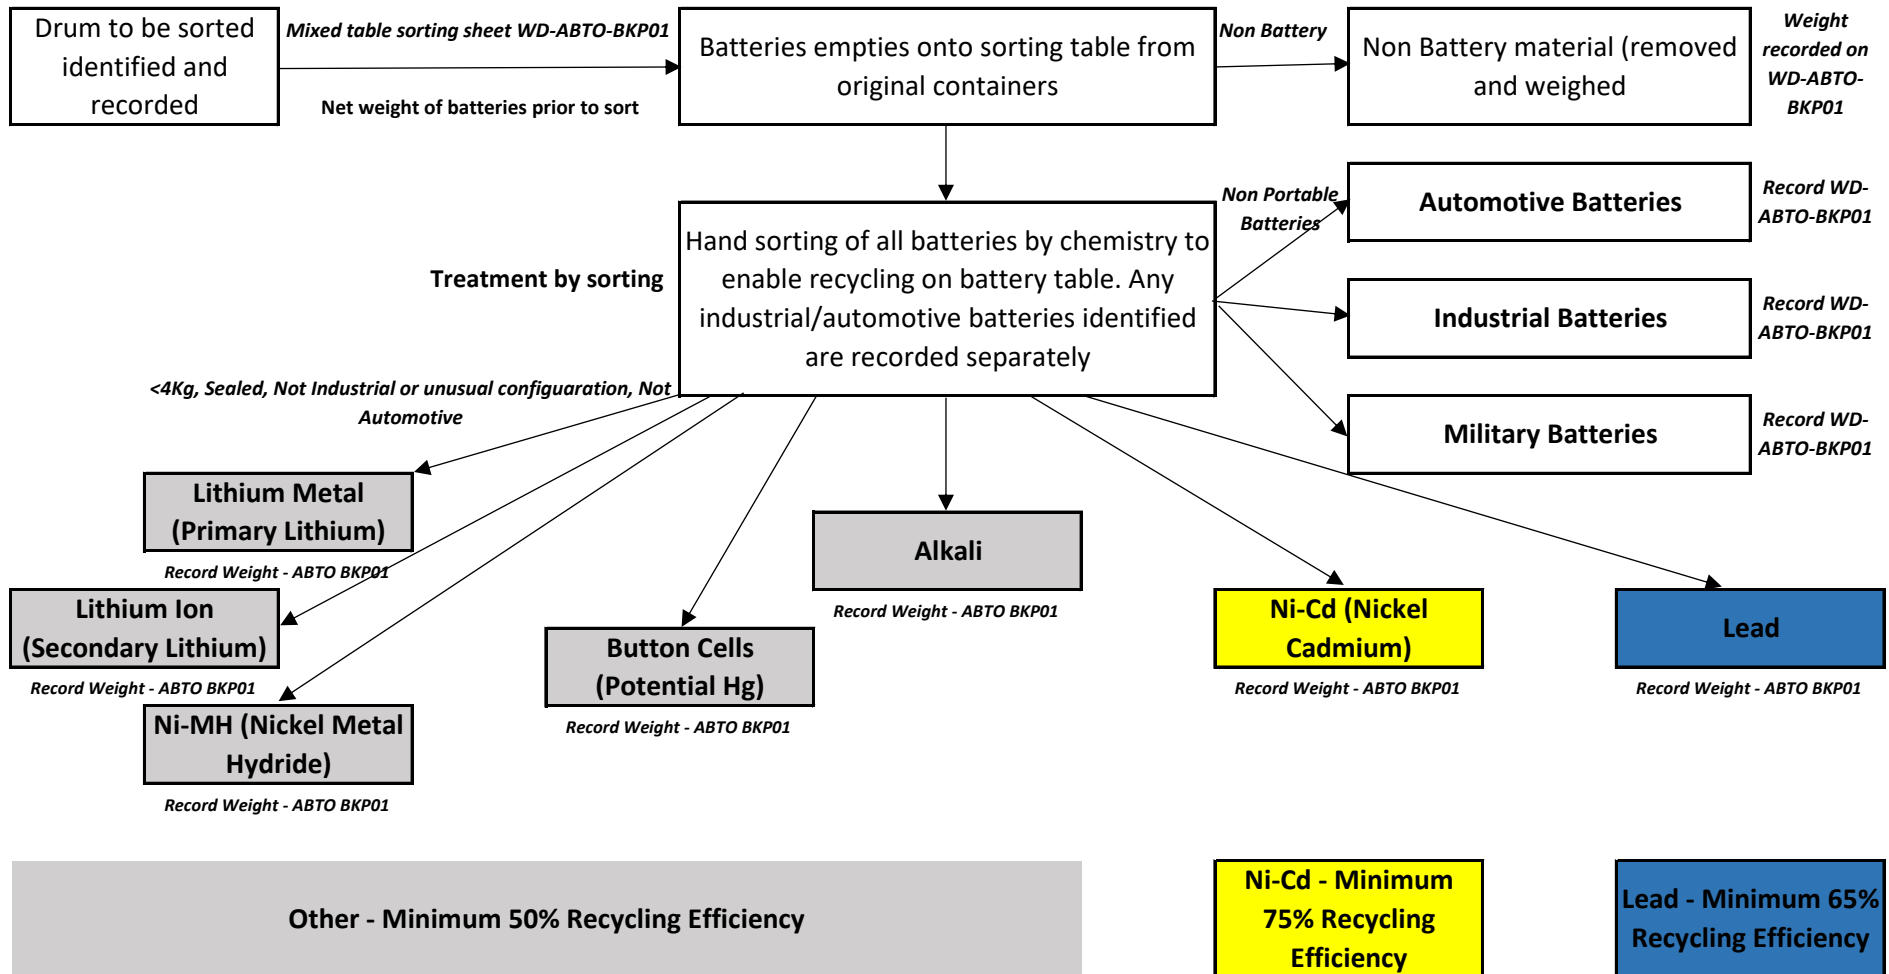 Drum to be sorted
identified and
recorded
Mixed table sorting sheet WD-ABTO-BKP01
Net weight of batteries prior to sort
Batteries empties onto sorting table from
original containers
Non Battery
Non Battery material (removed
and weighed
Weight
recorded on
WD-ABTO-
BKP01
Treatment by sorting
Hand sorting of all batteries by chemistry to
enable recycling on battery table. Any
industrial/automotive batteries identified
are recorded separately
Non Portable
Batteries
Automotive Batteries
Record WD-
ABTO-BKP01
Industrial Batteries
Record WD-
ABTO-BKP01
Military Batteries
Record WD-
ABTO-BKP01
<4Kg, Sealed, Not Industrial or unusual configuaration, Not
Automotive
Lithium Metal
(Primary Lithium)
Record Weight - ABTO BKP01
Lithium Ion
(Secondary Lithium)
Record Weight - ABTO BKP01
Ni-MH (Nickel Metal
Hydride)
Record Weight - ABTO BKP01
Button Cells
(Potential Hg)
Record Weight - ABTO BKP01
Alkali
Record Weight - ABTO BKP01
Ni-Cd (Nickel
Cadmium)
Record Weight - ABTO BKP01
Lead
Record Weight - ABTO BKP01
Other - Minimum 50% Recycling Efficiency
Ni-Cd - Minimum
75% Recycling
Efficiency
Lead - Minimum 65%
Recycling Efficiency